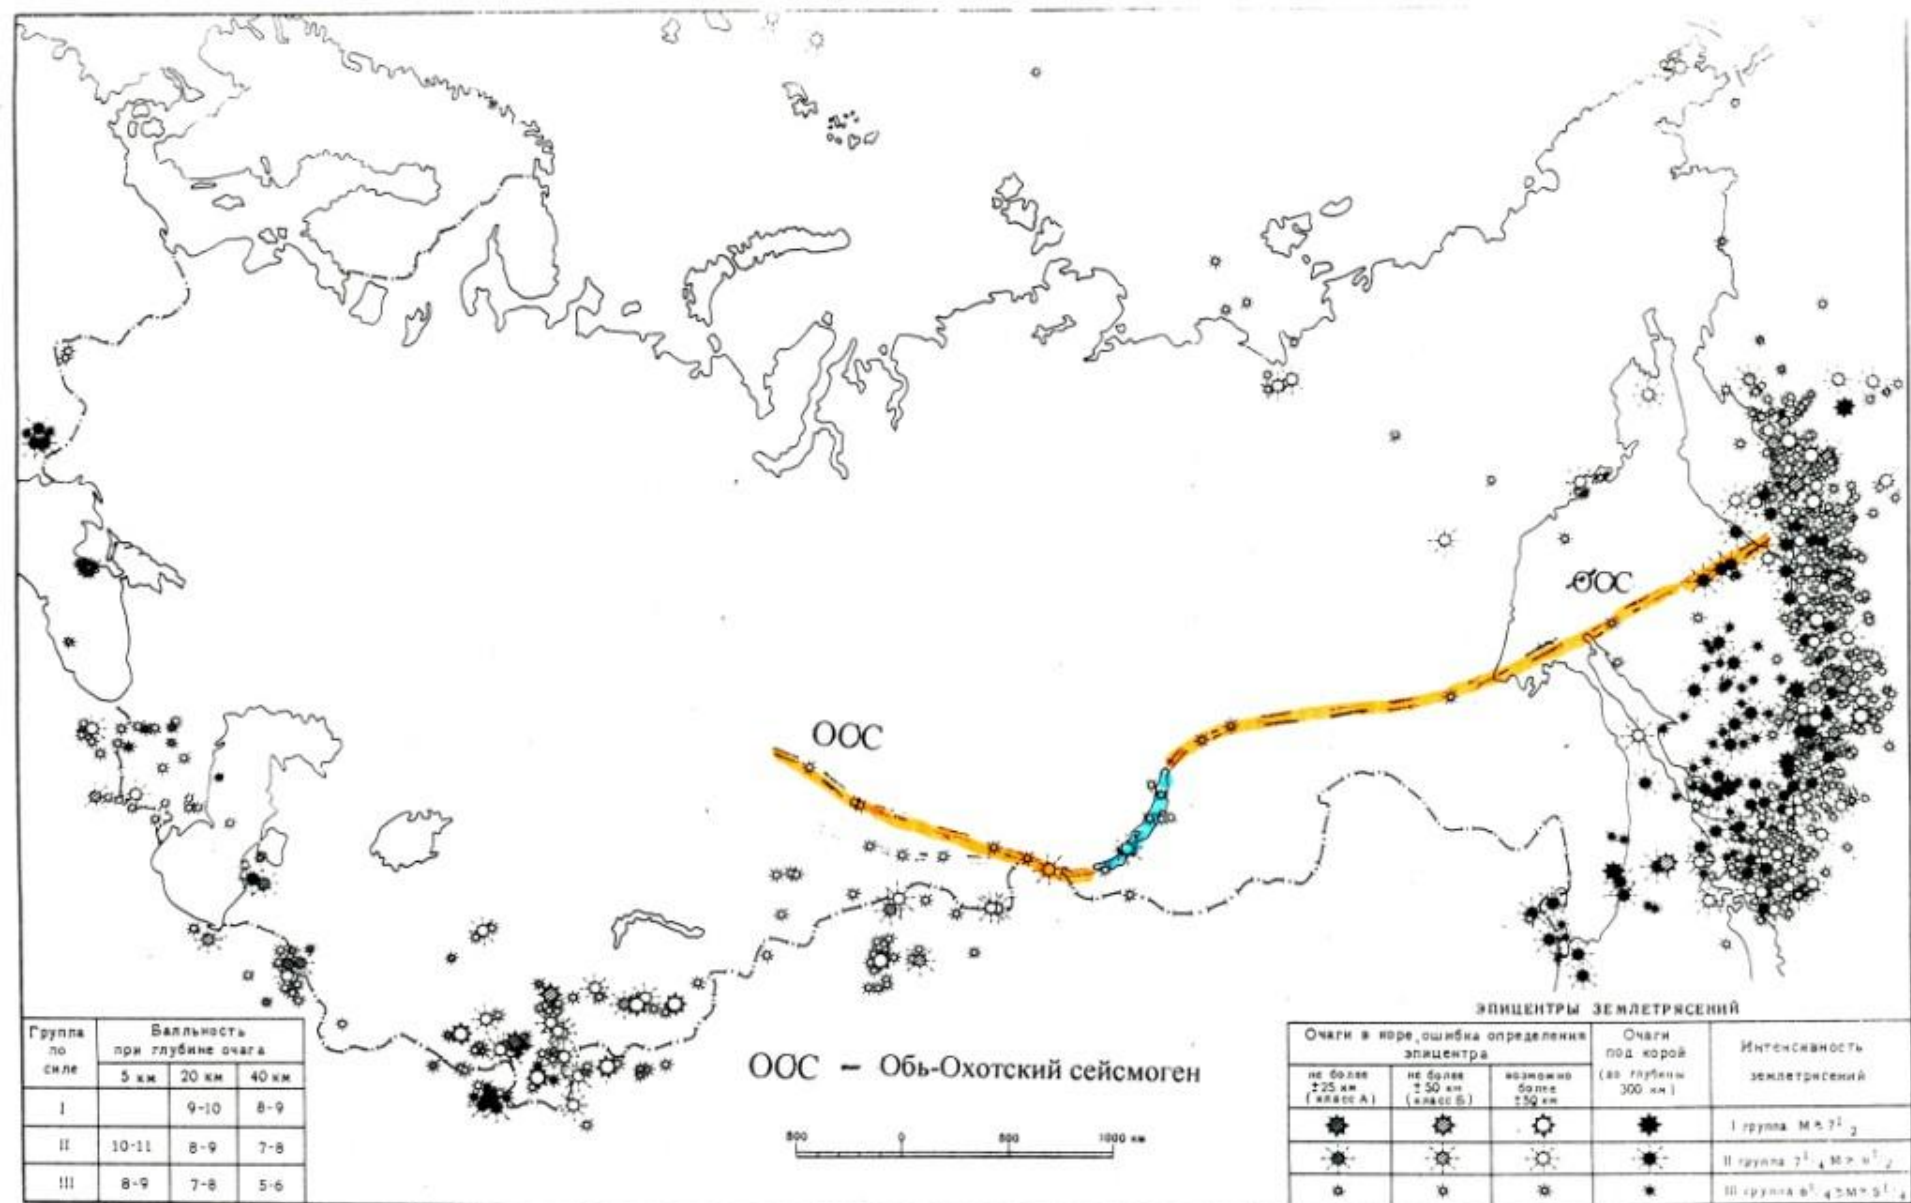 ООС
ООС
ООС – Обь-Охотский сейсмоген
500 0 500 1000 км
Группа по силе
Балльность при глубине очага
5 км 20 км 40 км
I 9-10 8-9
II 10-11 8-9 7-8
III 8-9 7-8 5-6
ЭПИЦЕНТРЫ ЗЕМЛЕТРЯСЕНИЙ
Очаги в коре, ошибка определения эпицентра
не более ±25 км (класс А)
не более ±50 км (класс Б)
возможно более ±50 км
Очаги под корой (до глубины 300 км)
Интенсивность землетрясений
I группа
II группа
III группа